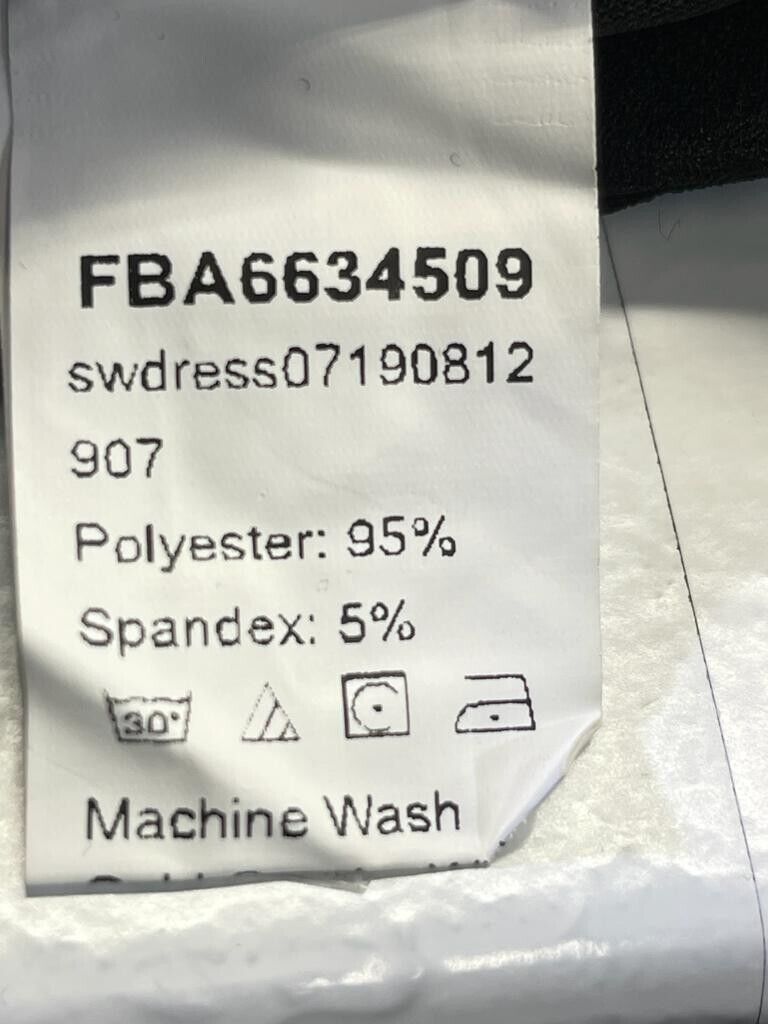 FBA6634509
swdress07190812
907
Polyester: 95%
Spandex: 5%
30°
Machine Wash